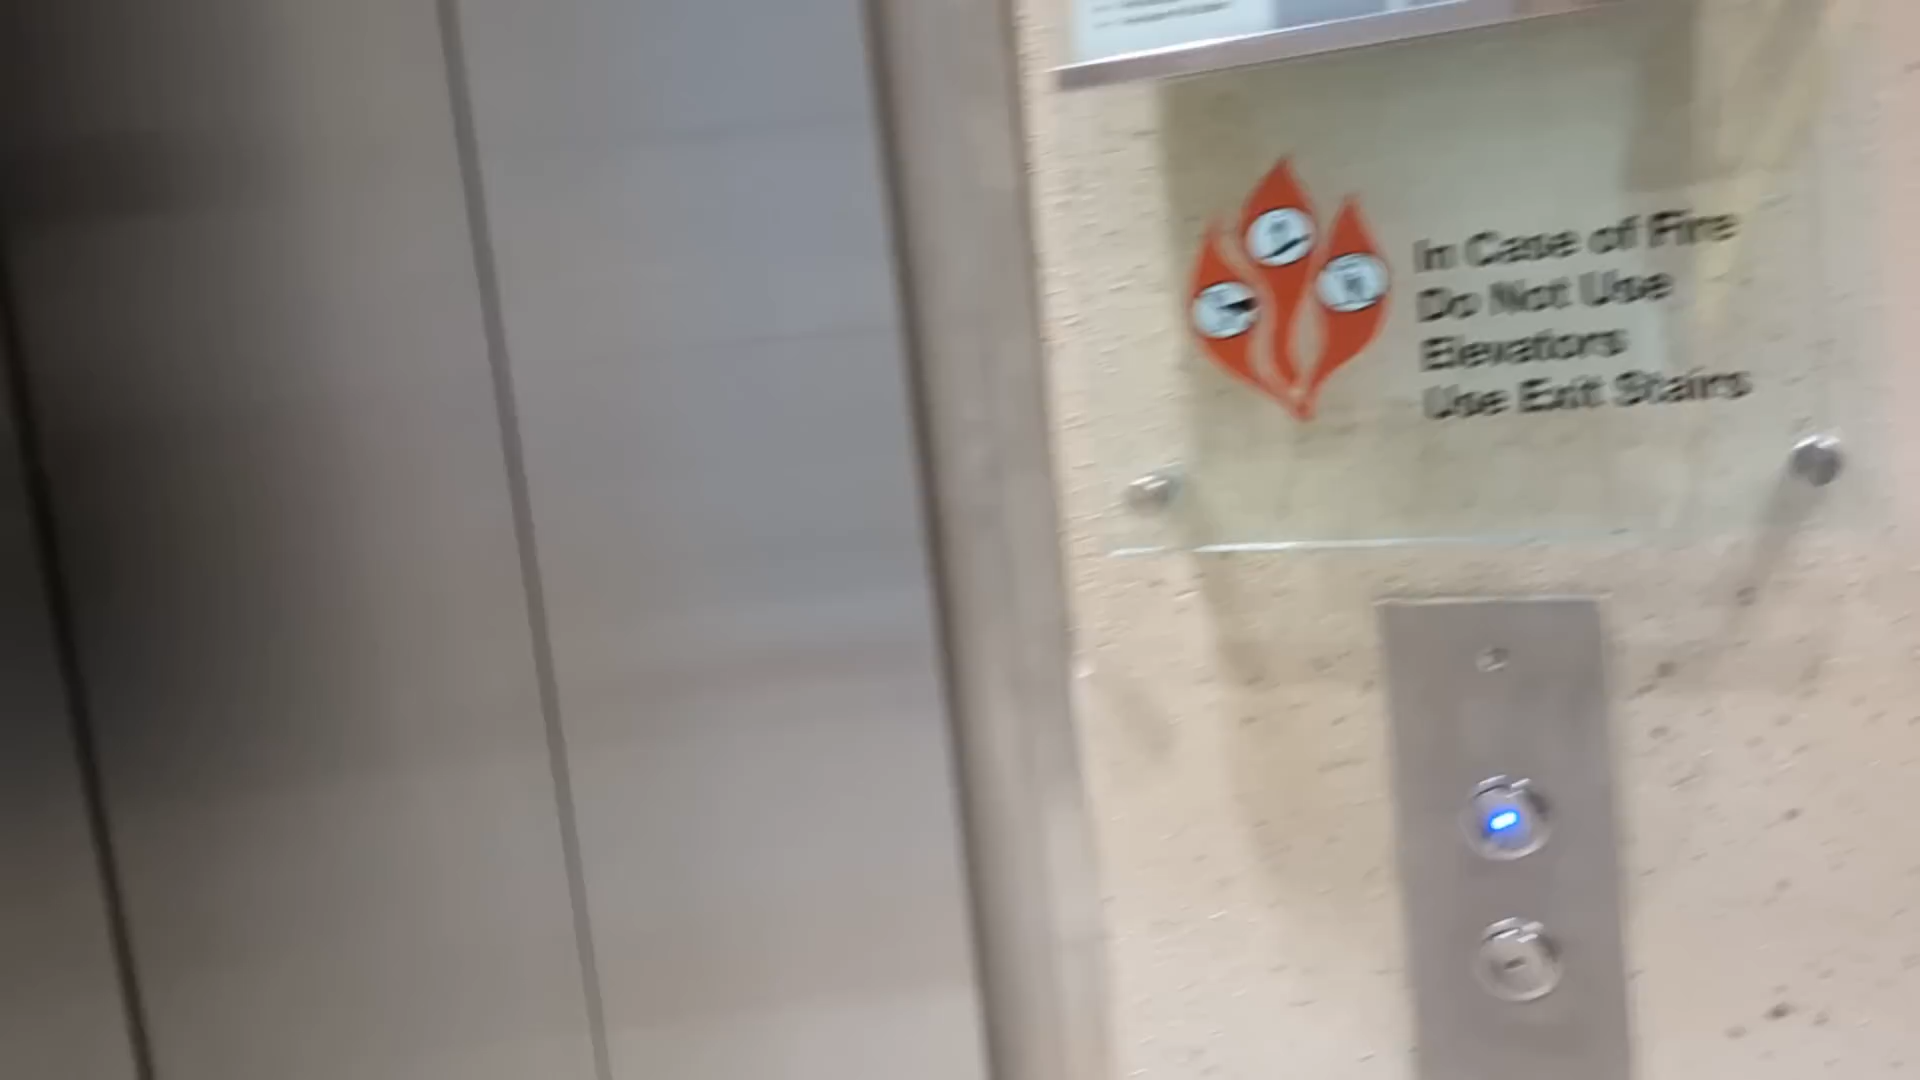 In Case of Fire
Do Not Use
Elevators
Use Exit Stairs